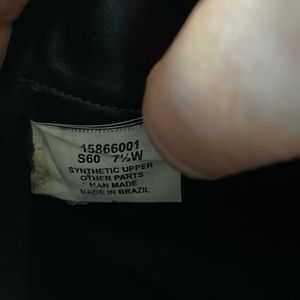 15866001
S60 7½W
SYNTHETIC UPPER
OTHER PARTS
MAN MADE
MADE IN BRAZIL